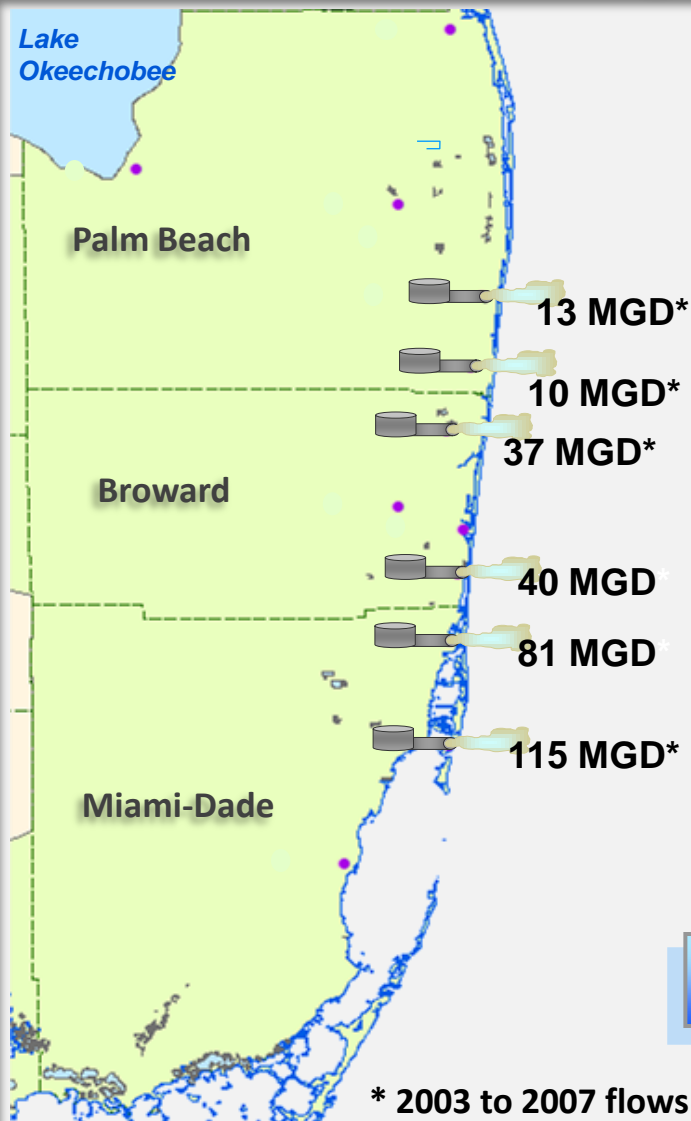 Lake
Okeechobee
Palm Beach
13 MGD*
10 MGD*
37 MGD*
Broward
40 MGD*
81 MGD*
115 MGD*
Miami-Dade
* 2003 to 2007 flows